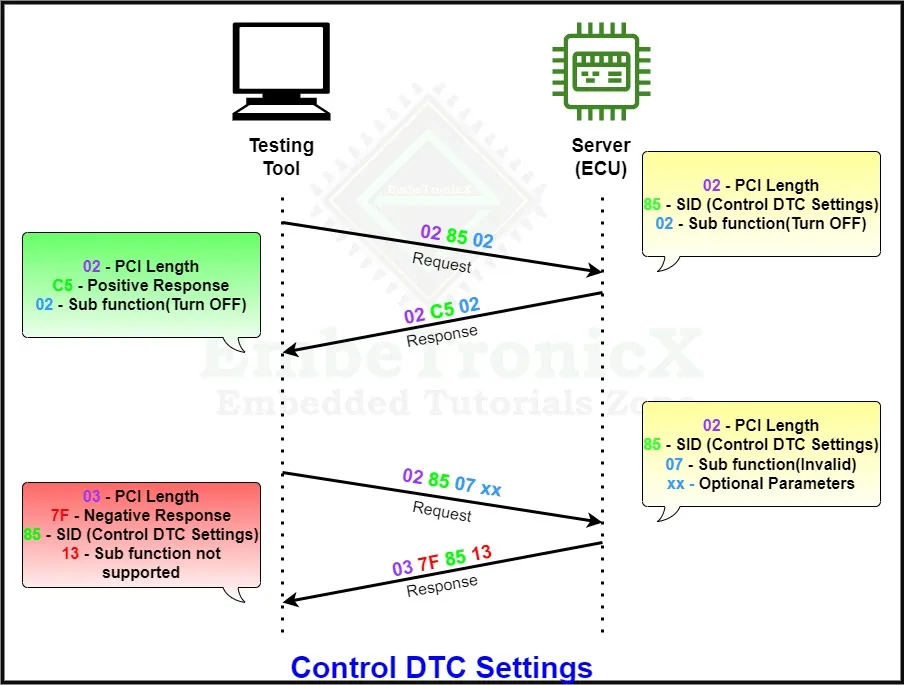 Testing
Tool
Server
(ECU)
EmbeTronicX
02 - PCI Length
85 - SID (Control DTC Settings)
02 - Sub function(Turn OFF)
02 85 02
Request
02 - PCI Length
C5 - Positive Response
02 - Sub function(Turn OFF)
02 C5 02
Response
EmbeTronicX
Embedded Tutorials Zone
02 - PCI Length
85 - SID (Control DTC Settings)
07 - Sub function(Invalid)
xx - Optional Parameters
02 85 07 xx
Request
03 - PCI Length
7F - Negative Response
85 - SID (Control DTC Settings)
13 - Sub function not
supported
03 7F 85 13
Response
Control DTC Settings